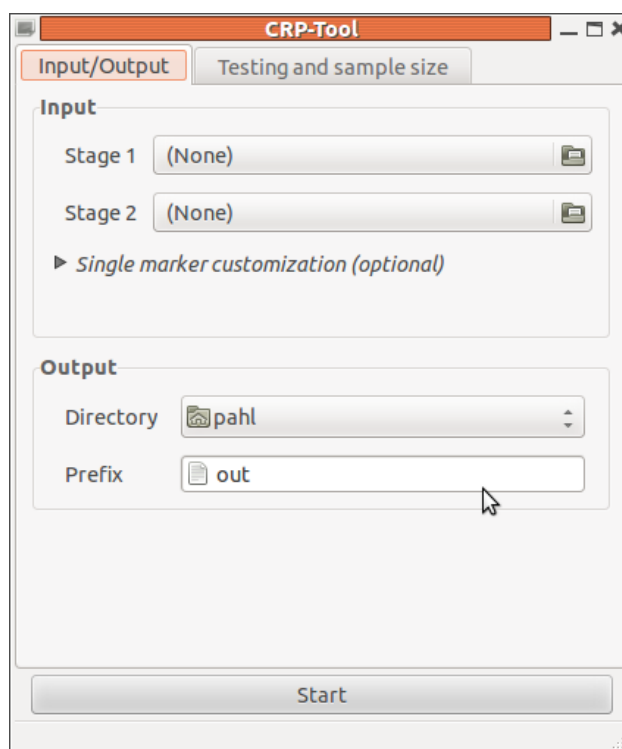 CRP-Tool
Input/Output Testing and sample size
Input
Stage 1 (None)
Stage 2 (None)
Single marker customization (optional)
Output
Directory pahl
Prefix out
Start